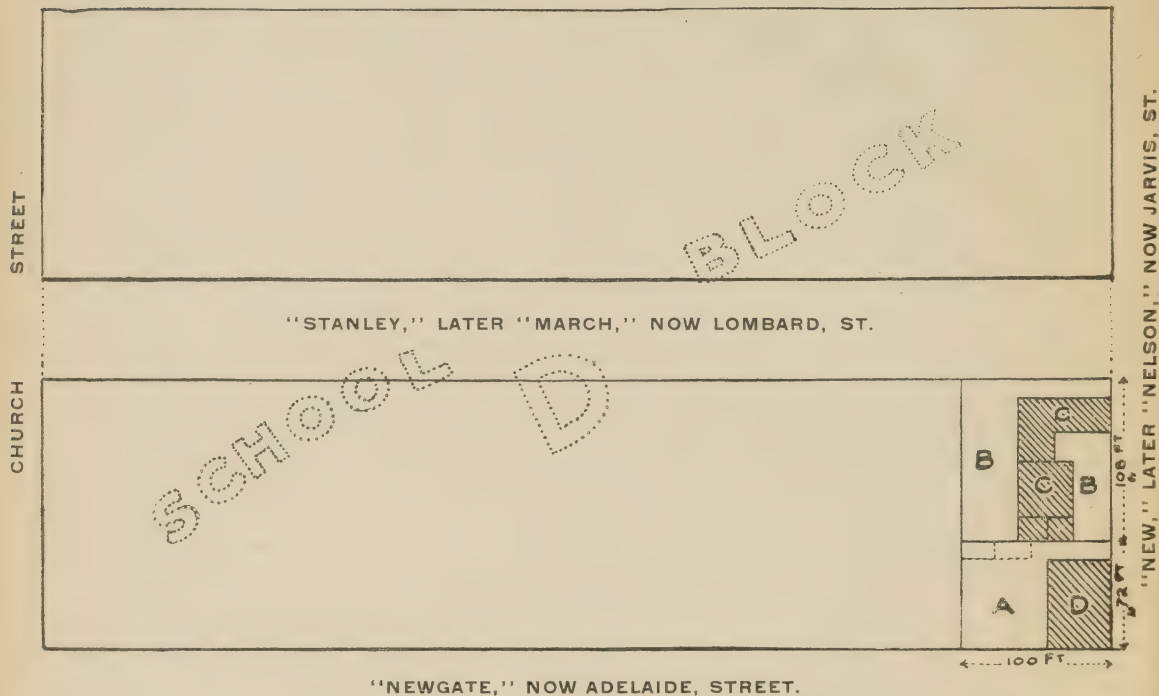 SCHOOL BLOCK
D
"STANLEY," LATER "MARCH," NOW LOMBARD, ST.
CHURCH STREET
"NEW," LATER "NELSON," NOW JARVIS, ST.
B
C
C
B
108 FT
A
D
72 FT
100 FT
"NEWGATE," NOW ADELAIDE, STREET.